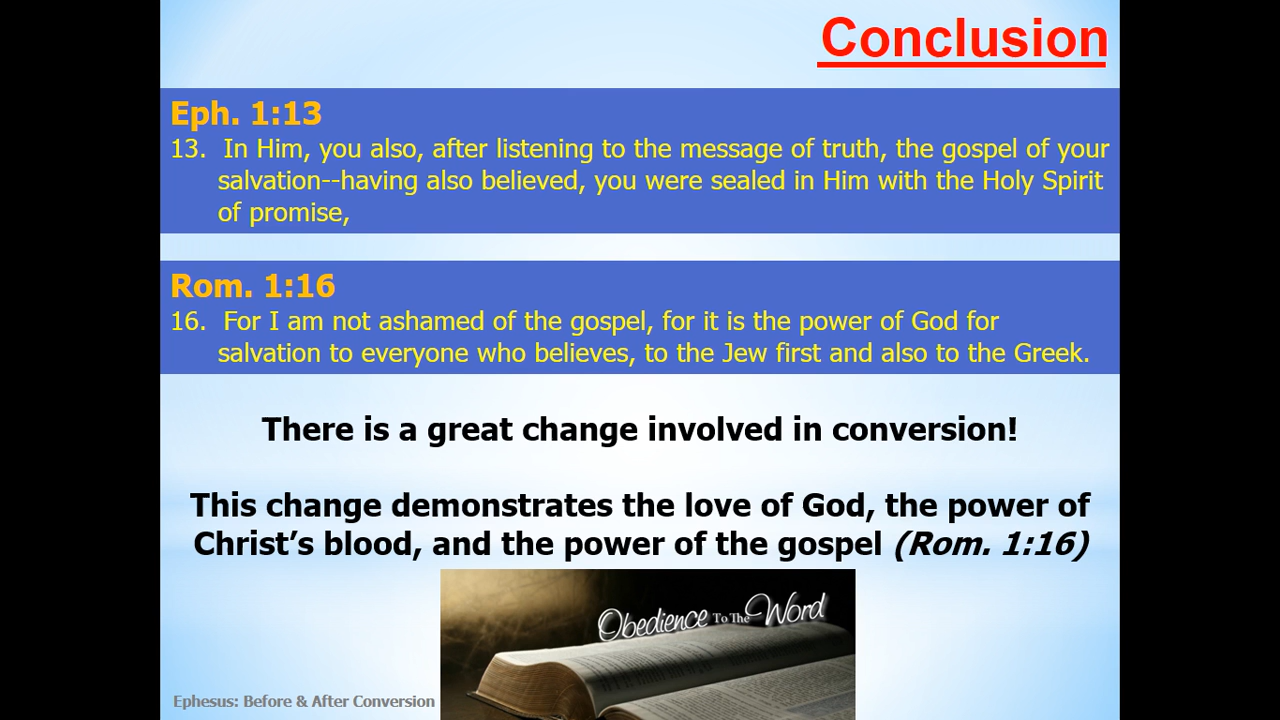 Conclusion
Eph. 1:13
13. In Him, you also, after listening to the message of truth, the gospel of your
salvation--having also believed, you were sealed in Him with the Holy Spirit
of promise,
Rom. 1:16
16. For I am not ashamed of the gospel, for it is the power of God for
salvation to everyone who believes, to the Jew first and also to the Greek.
There is a great change involved in conversion!
This change demonstrates the love of God, the power of
Christ’s blood, and the power of the gospel (Rom. 1:16)
Obedience To The Word
Ephesus: Before & After Conversion